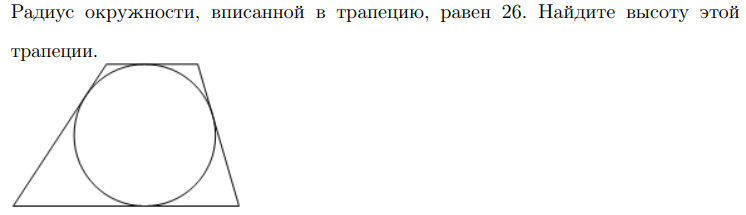 Радиус окружности, вписанной в трапецию, равен 26. Найдите высоту этой
трапеции.